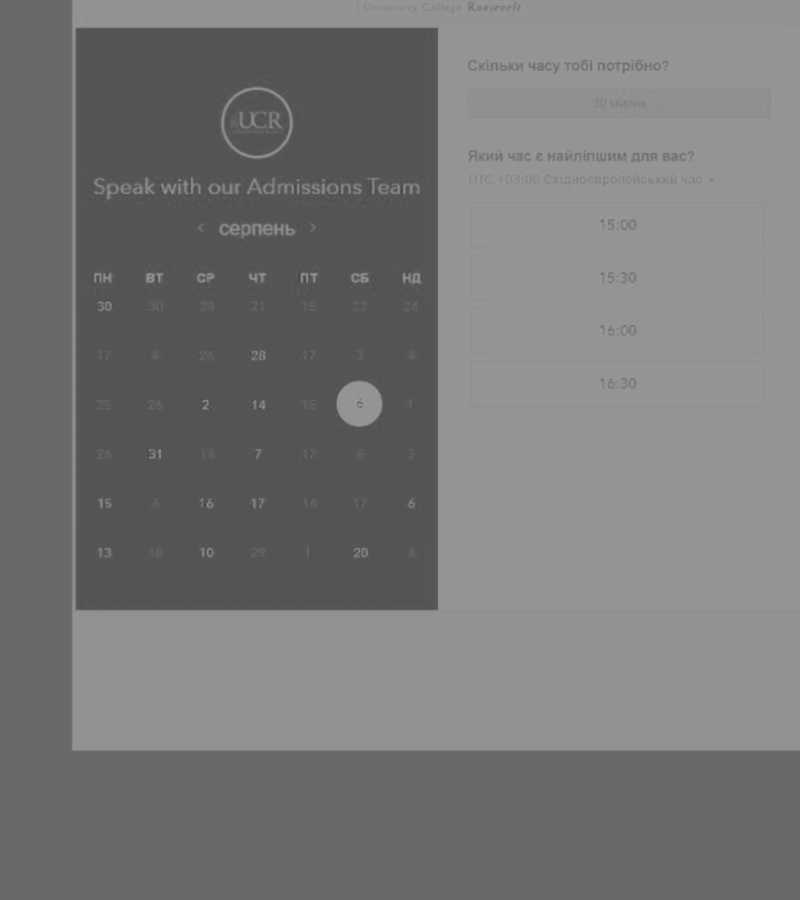 University College Roosevelt
UCR
Speak with our Admissions Team
< серпень >
ПН ВТ СР ЧТ ПТ СБ НД
30 30 28 21 15 23 24
17 4 26 28 17 3 4
25 26 2 14 15 6 1
26 31 13 7 17 6 3
15 6 16 17 14 17 6
13 18 10 29 1 20 4
Скільки часу тобі потрібно?
30 хвилин
Який час є найліпшим для вас?
UTC +03:00 Східноєвропейський час
15:00
15:30
16:00
16:30